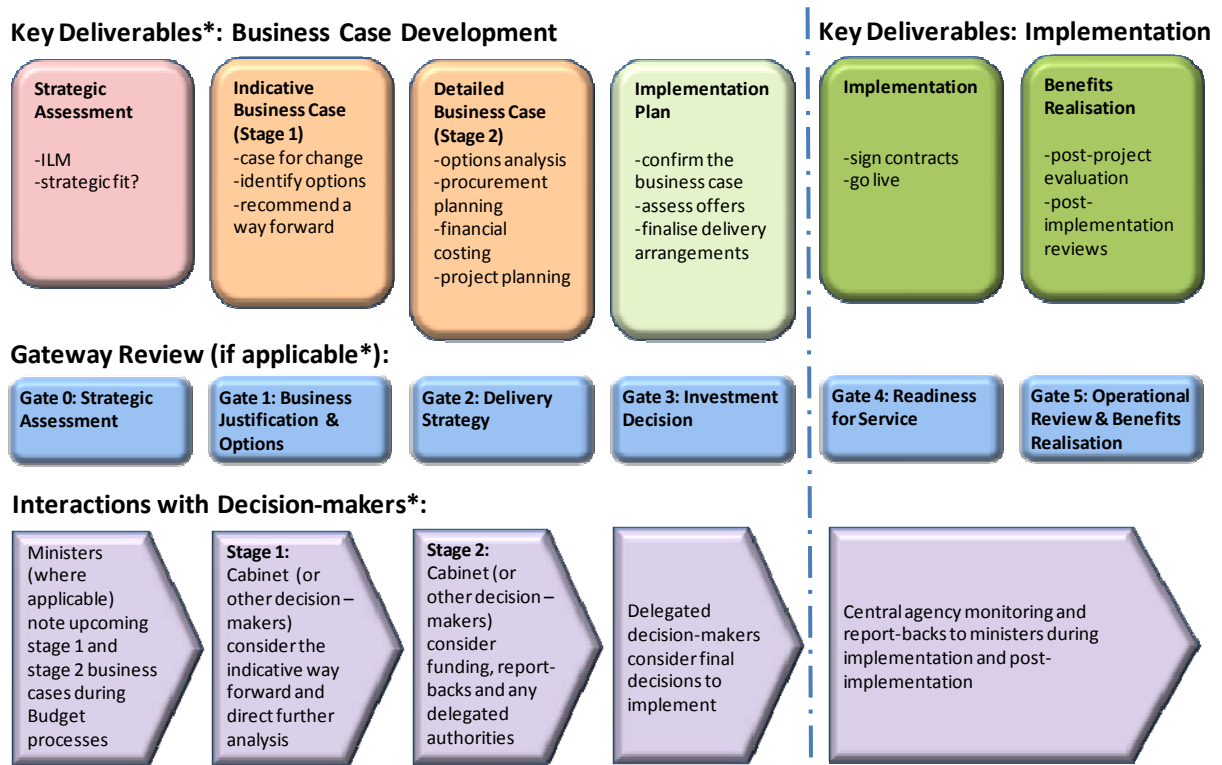 Key Deliverables*: Business Case Development
Key Deliverables: Implementation
Strategic
Assessment
-ILM
-strategic fit?
Indicative
Business Case
(Stage 1)
-case for change
-identify options
-recommend a
way forward
Detailed
Business Case
(Stage 2)
-options analysis
-procurement
planning
-financial
costing
-project planning
Implementation
Plan
-confirm the
business case
-assess offers
-finalise delivery
arrangements
Implementation
-sign contracts
-go live
Benefits
Realisation
-post-project
evaluation
-post-
implementation
reviews
Gateway Review (if applicable*):
Gate 0: Strategic
Assessment
Gate 1: Business
Justification &
Options
Gate 2: Delivery
Strategy
Gate 3: Investment
Decision
Gate 4: Readiness
for Service
Gate 5: Operational
Review & Benefits
Realisation
Interactions with Decision-makers*:
Ministers
(where
applicable)
note upcoming
stage 1 and
stage 2 business
cases during
Budget
processes
Stage 1:
Cabinet (or
other decision –
makers)
consider the
indicative way
forward and
direct further
analysis
Stage 2:
Cabinet (or
other decision –
makers)
consider
funding, report-
backs and any
delegated
authorities
Delegated
decision-makers
consider final
decisions to
implement
Central agency monitoring and
report-backs to ministers during
implementation and post-
implementation